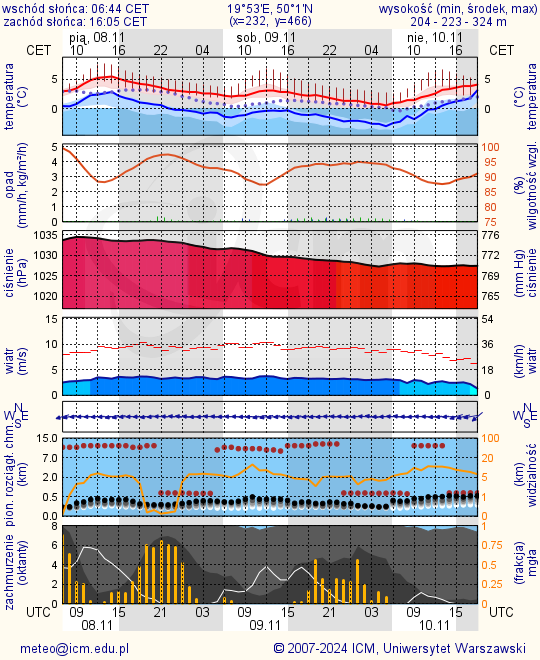 wschód słońca: 06:44 CET 19°53'E, 50°1'N wysokość (min, środek, max)
zachód słońca: 16:05 CET (x=232, y=466) 204 - 223 - 324 m
pią, 08.11 sob, 09.11 nie, 10.11
CET 10 16 22 04 10 16 22 04 10 16 CET
temperatura (°C)
5 0
5 0
(°C) temperatura
opad (mm/h, kg/m²/h)
5 4 3 2 1 0
100 95 90 85 80 75
(%) wilgotność wzgl.
ciśnienie (hPa)
1035 1030 1025 1020
776 772 769 765
(mm Hg) ciśnienie
wiatr (m/s)
15 10 5 0
54 36 18 0
(km/h) wiatr
N W E S
N W E S
pion. rozciągł. chm. (km)
15.0 7.0 2.0 0.5 0.0
100 20 5 1 0
(km) widzialność
zachmurzenie (oktanty)
8 6 4 2 0
1 0.75 0.5 0.25 0
(frakcja) mgła
UTC 09 15 21 03 09 15 21 03 09 15 UTC
08.11 09.11 10.11
meteo@icm.edu.pl © 2007-2024 ICM, Uniwersytet Warszawski